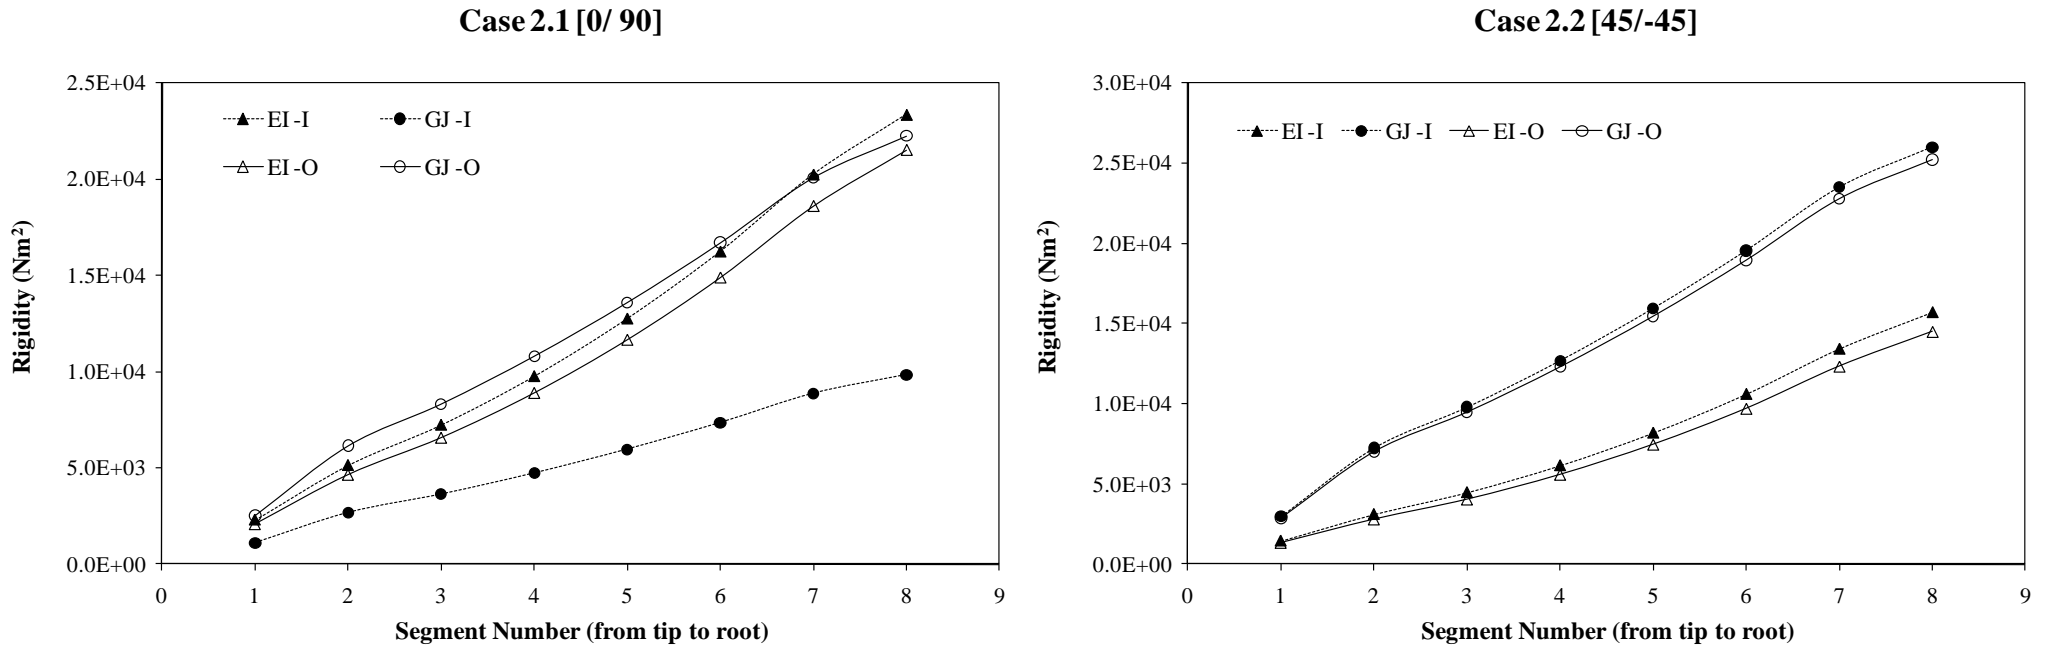 Case 2.1 [0/ 90]
2.5E+04
2.0E+04
1.5E+04
1.0E+04
5.0E+03
0.0E+00
Rigidity (Nm²)
EI -I
GJ -I
EI -O
GJ -O
0 1 2 3 4 5 6 7 8 9
Segment Number (from tip to root)
Case 2.2 [45/-45]
3.0E+04
2.5E+04
2.0E+04
1.5E+04
1.0E+04
5.0E+03
0.0E+00
Rigidity (Nm²)
EI -I GJ -I EI -O GJ -O
0 1 2 3 4 5 6 7 8 9
Segment Number (from tip to root)